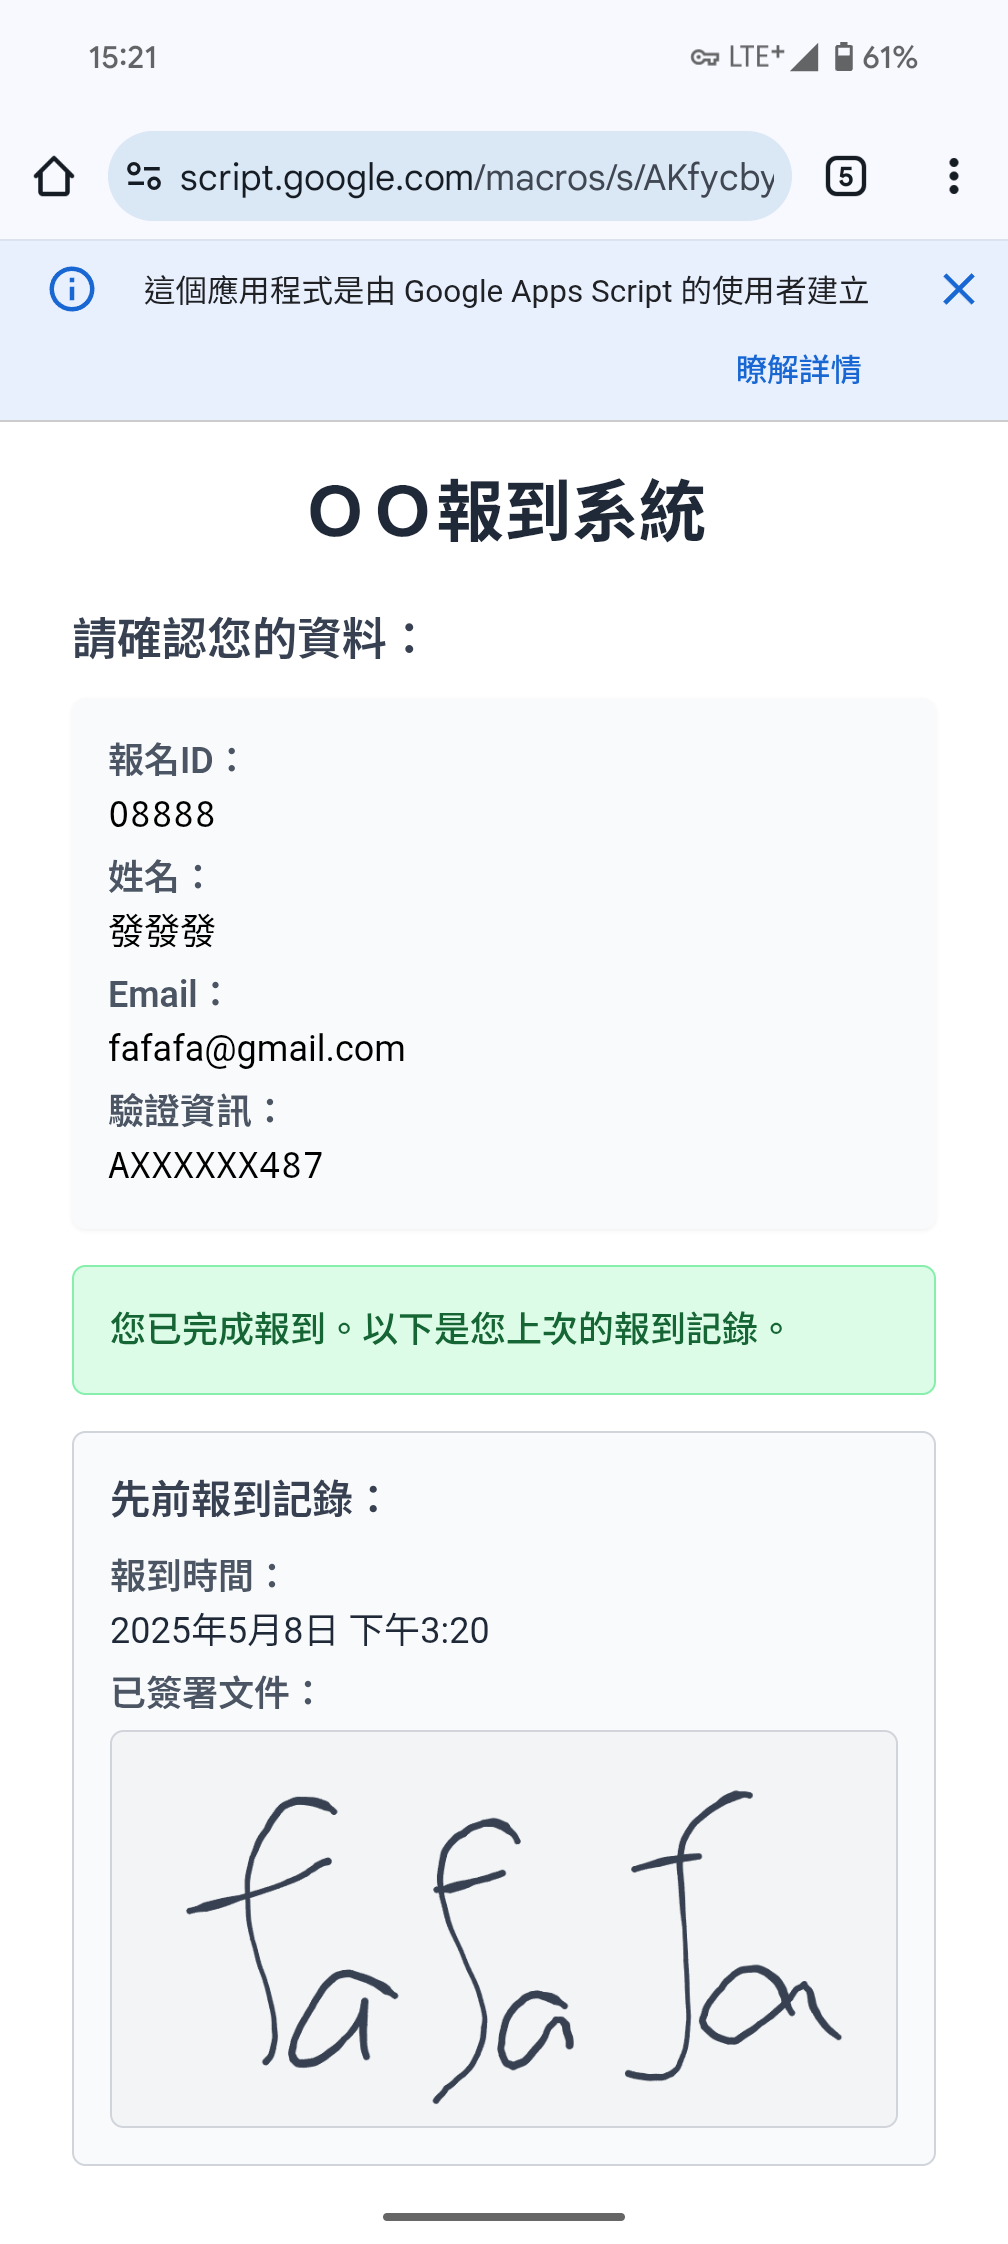 15:21
LTE+ 61%
script.google.com/macros/s/AKfycby
5
這個應用程式是由 Google Apps Script 的使用者建立
瞭解詳情
ＯＯ報到系統
請確認您的資料：
報名ID：
08888
姓名：
發發發
Email：
fafafa@gmail.com
驗證資訊：
AXXXXXX487
您已完成報到。以下是您上次的報到記錄。
先前報到記錄：
報到時間：
2025年5月8日 下午3:20
已簽署文件：
fafafa